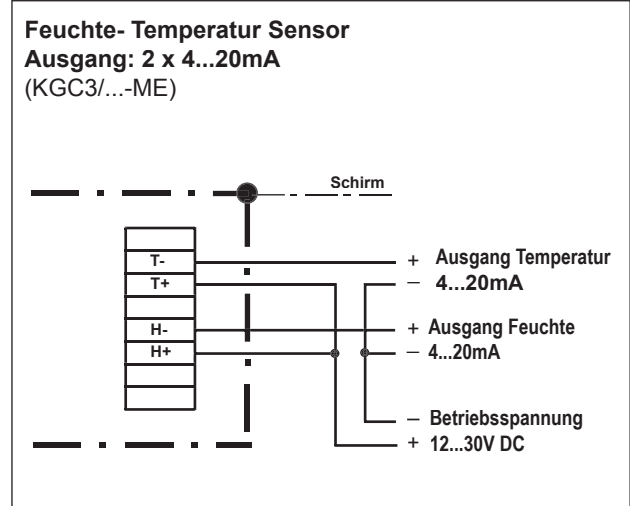 Feuchte- Temperatur Sensor
Ausgang: 2 x 4...20mA
(KGC3/...-ME)
Schirm
T-
+ Ausgang Temperatur
T+
– 4...20mA
H-
+ Ausgang Feuchte
H+
– 4...20mA
– Betriebsspannung
+ 12...30V DC